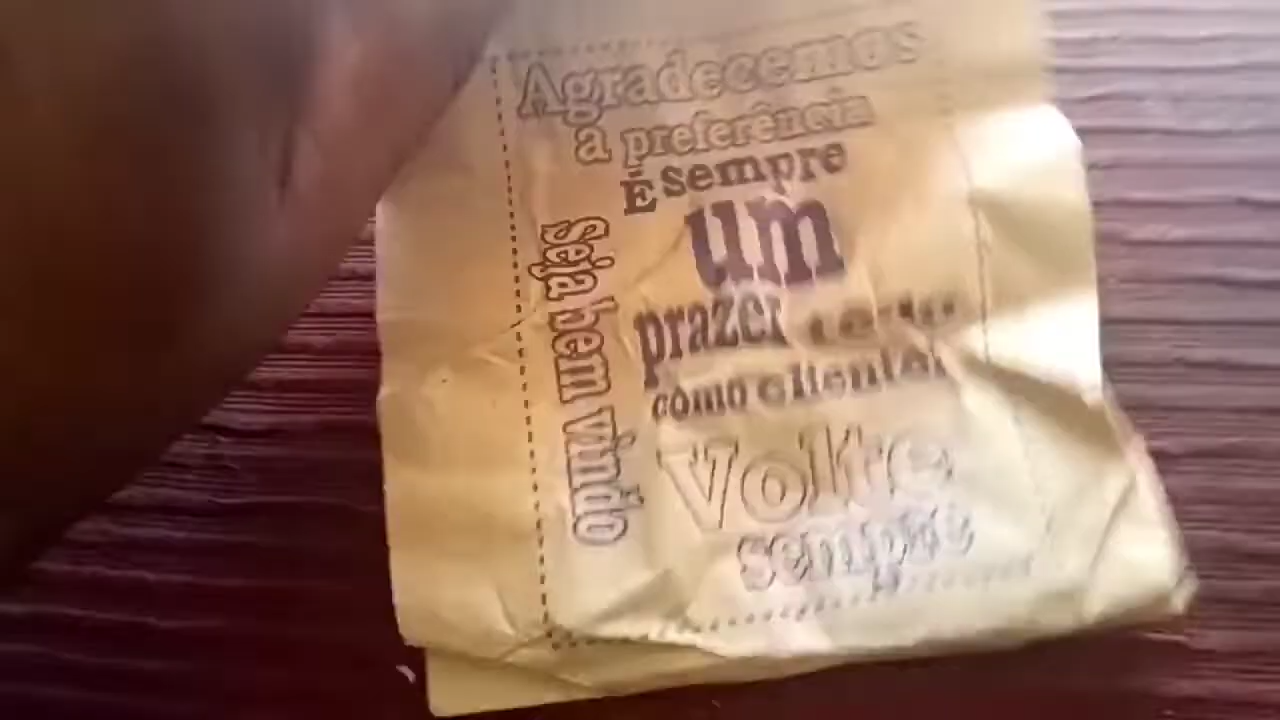 Agradecemos
a preferência
É sempre
um
prazer
como cliente!
Volte
sempre
Seja bem vindo